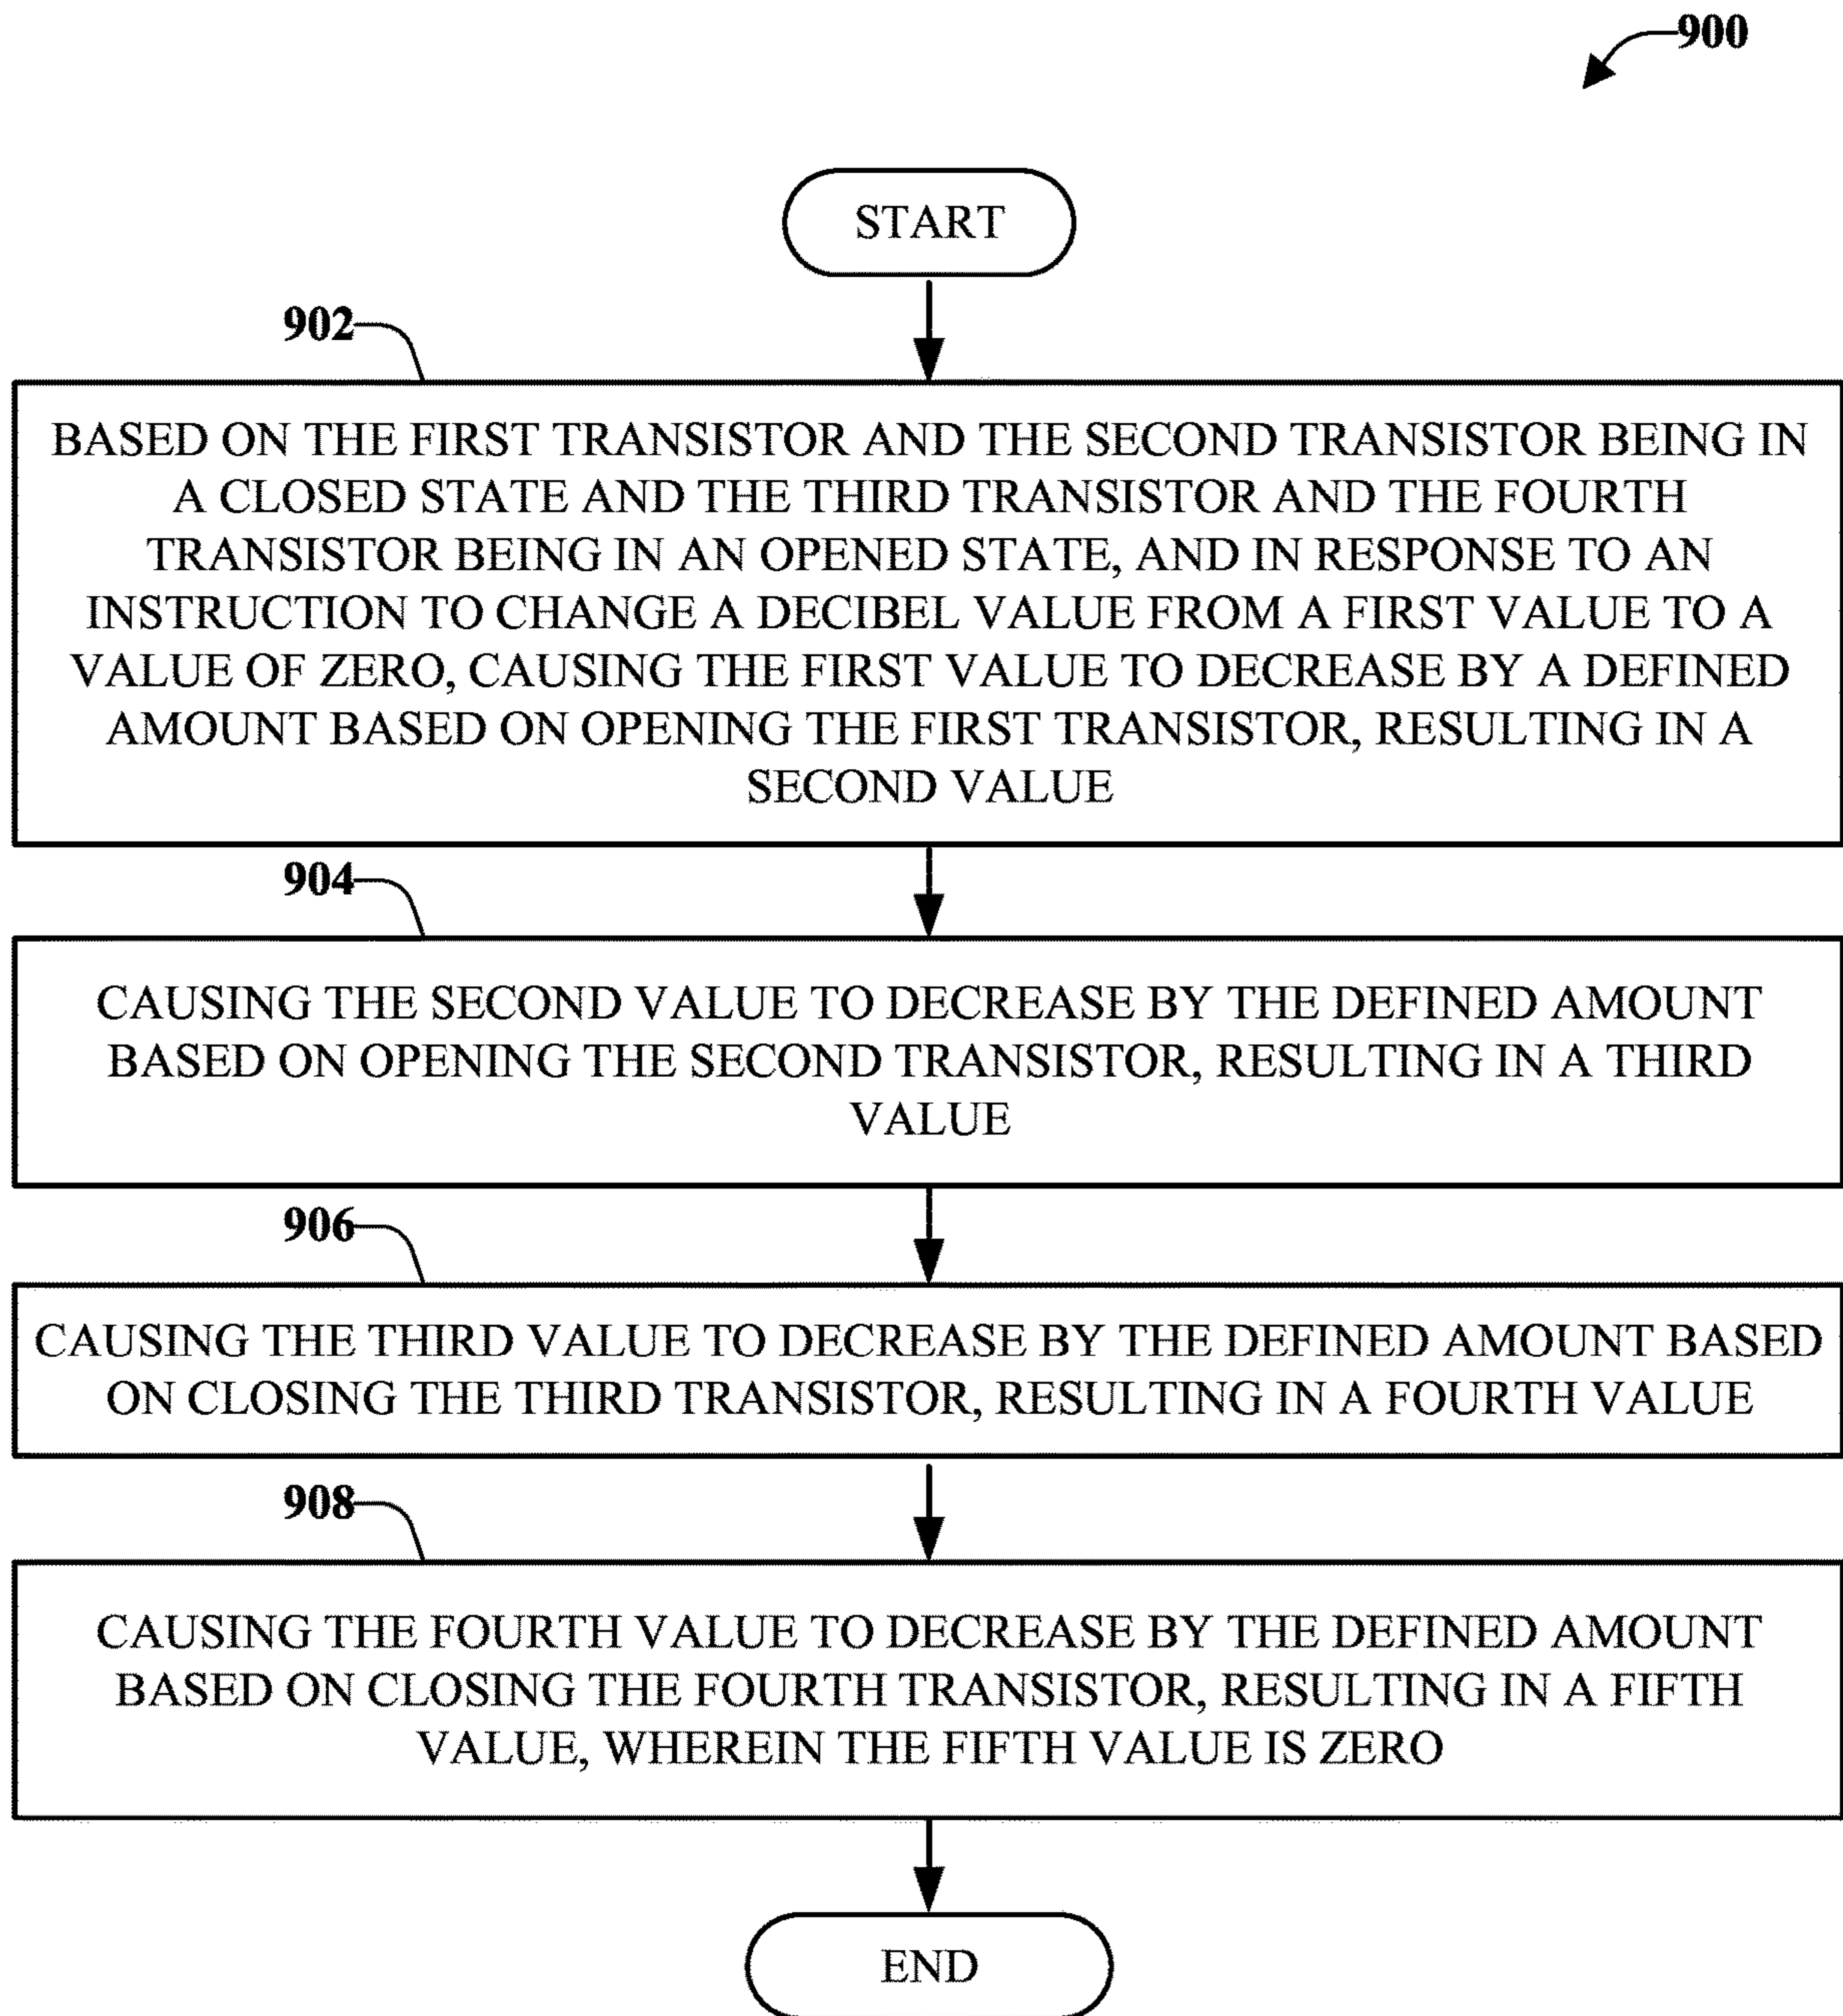 900
START
902
BASED ON THE FIRST TRANSISTOR AND THE SECOND TRANSISTOR BEING IN
A CLOSED STATE AND THE THIRD TRANSISTOR AND THE FOURTH
TRANSISTOR BEING IN AN OPENED STATE, AND IN RESPONSE TO AN
INSTRUCTION TO CHANGE A DECIBEL VALUE FROM A FIRST VALUE TO A
VALUE OF ZERO, CAUSING THE FIRST VALUE TO DECREASE BY A DEFINED
AMOUNT BASED ON OPENING THE FIRST TRANSISTOR, RESULTING IN A
SECOND VALUE
904
CAUSING THE SECOND VALUE TO DECREASE BY THE DEFINED AMOUNT
BASED ON OPENING THE SECOND TRANSISTOR, RESULTING IN A THIRD
VALUE
906
CAUSING THE THIRD VALUE TO DECREASE BY THE DEFINED AMOUNT BASED
ON CLOSING THE THIRD TRANSISTOR, RESULTING IN A FOURTH VALUE
908
CAUSING THE FOURTH VALUE TO DECREASE BY THE DEFINED AMOUNT
BASED ON CLOSING THE FOURTH TRANSISTOR, RESULTING IN A FIFTH
VALUE, WHEREIN THE FIFTH VALUE IS ZERO
END